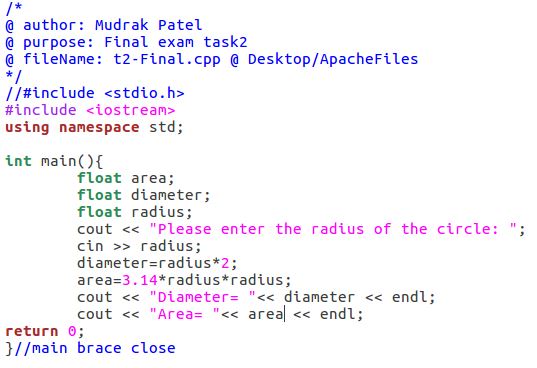 /*
@ author: Mudrak Patel
@ purpose: Final exam task2
@ fileName: t2-Final.cpp @ Desktop/ApacheFiles
*/
//#include <stdio.h>
#include <iostream>
using namespace std;

int main(){
        float area;
        float diameter;
        float radius;
        cout << "Please enter the radius of the circle: ";
        cin >> radius;
        diameter=radius*2;
        area=3.14*radius*radius;
        cout << "Diameter= "<< diameter << endl;
        cout << "Area= "<< area << endl;
return 0;
}//main brace close